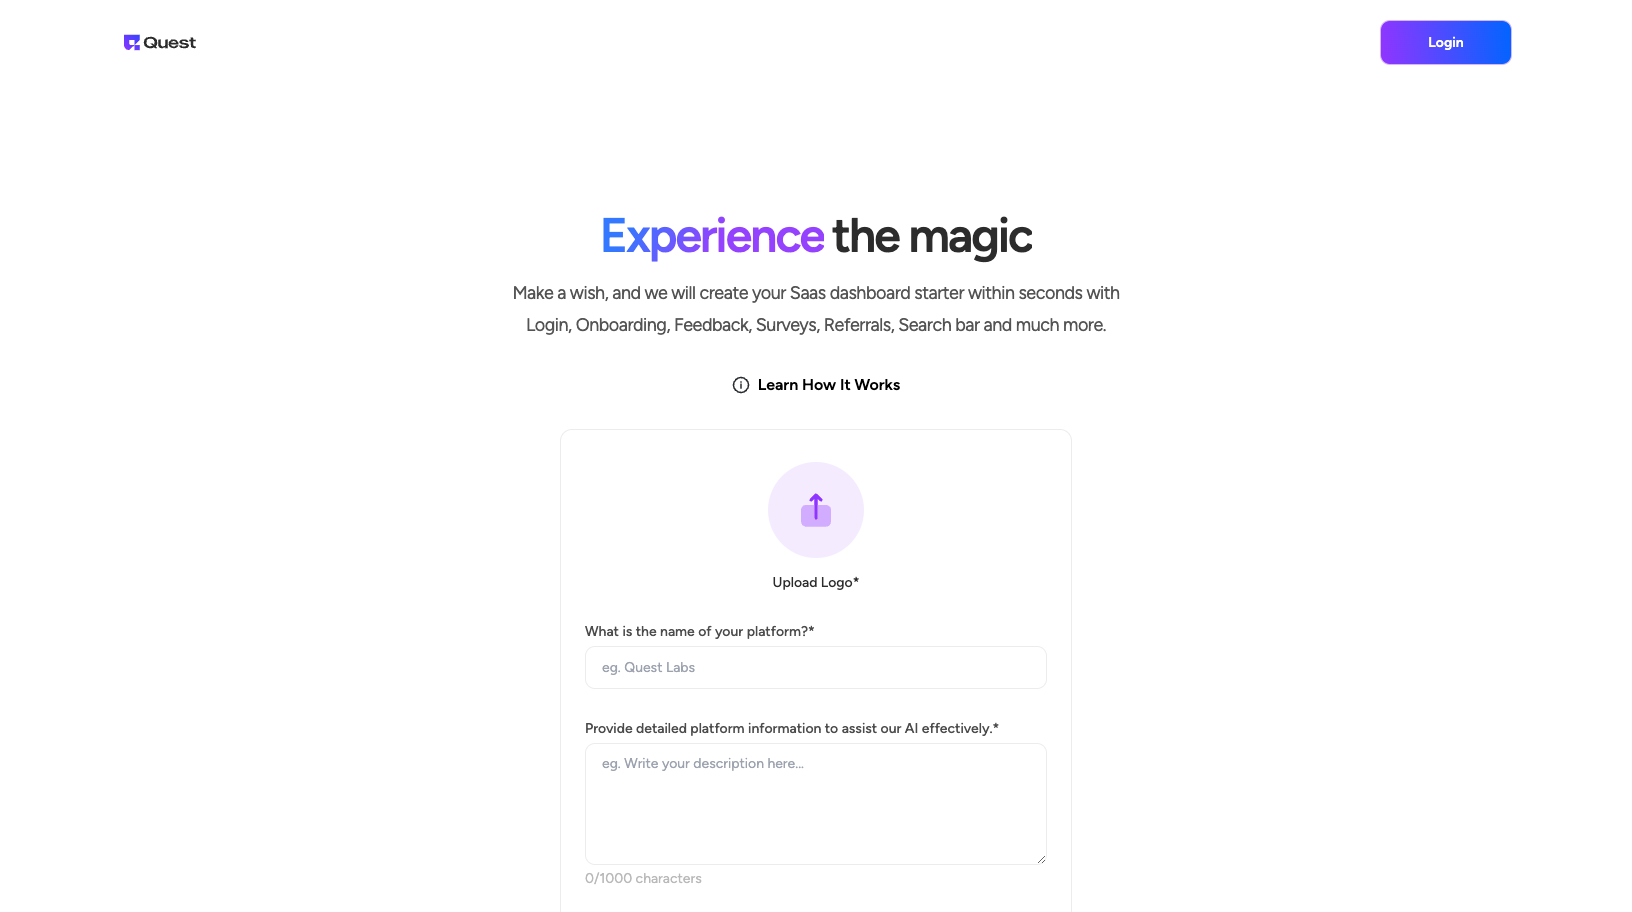 Quest
Login
Experience the magic
Make a wish, and we will create your Saas dashboard starter within seconds with
Login, Onboarding, Feedback, Surveys, Referrals, Search bar and much more.
Learn How It Works
Upload Logo*
What is the name of your platform?*
eg. Quest Labs
Provide detailed platform information to assist our AI effectively.*
eg. Write your description here...
0/1000 characters